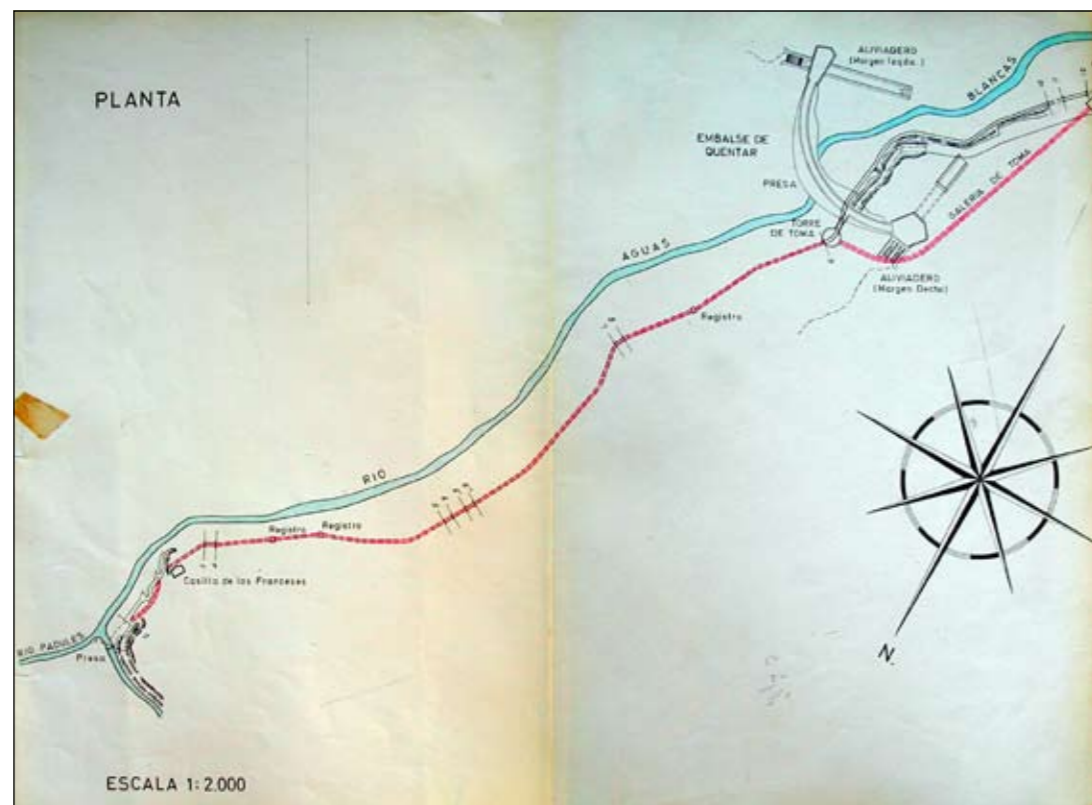 PLANTA
ALIVIADERO
(Margen Izqda.)
BLANCAS
EMBALSE DE
QUENTAR
PRESA
GALERIA DE TOMA
TORRE
DE TOMA
AGUAS
ALIVIADERO
(Margen Dcha)
Registro
RIO
Registro
Registro
Casilla de los Franceses
RIO PADULES
Presa
N.
ESCALA 1:2.000